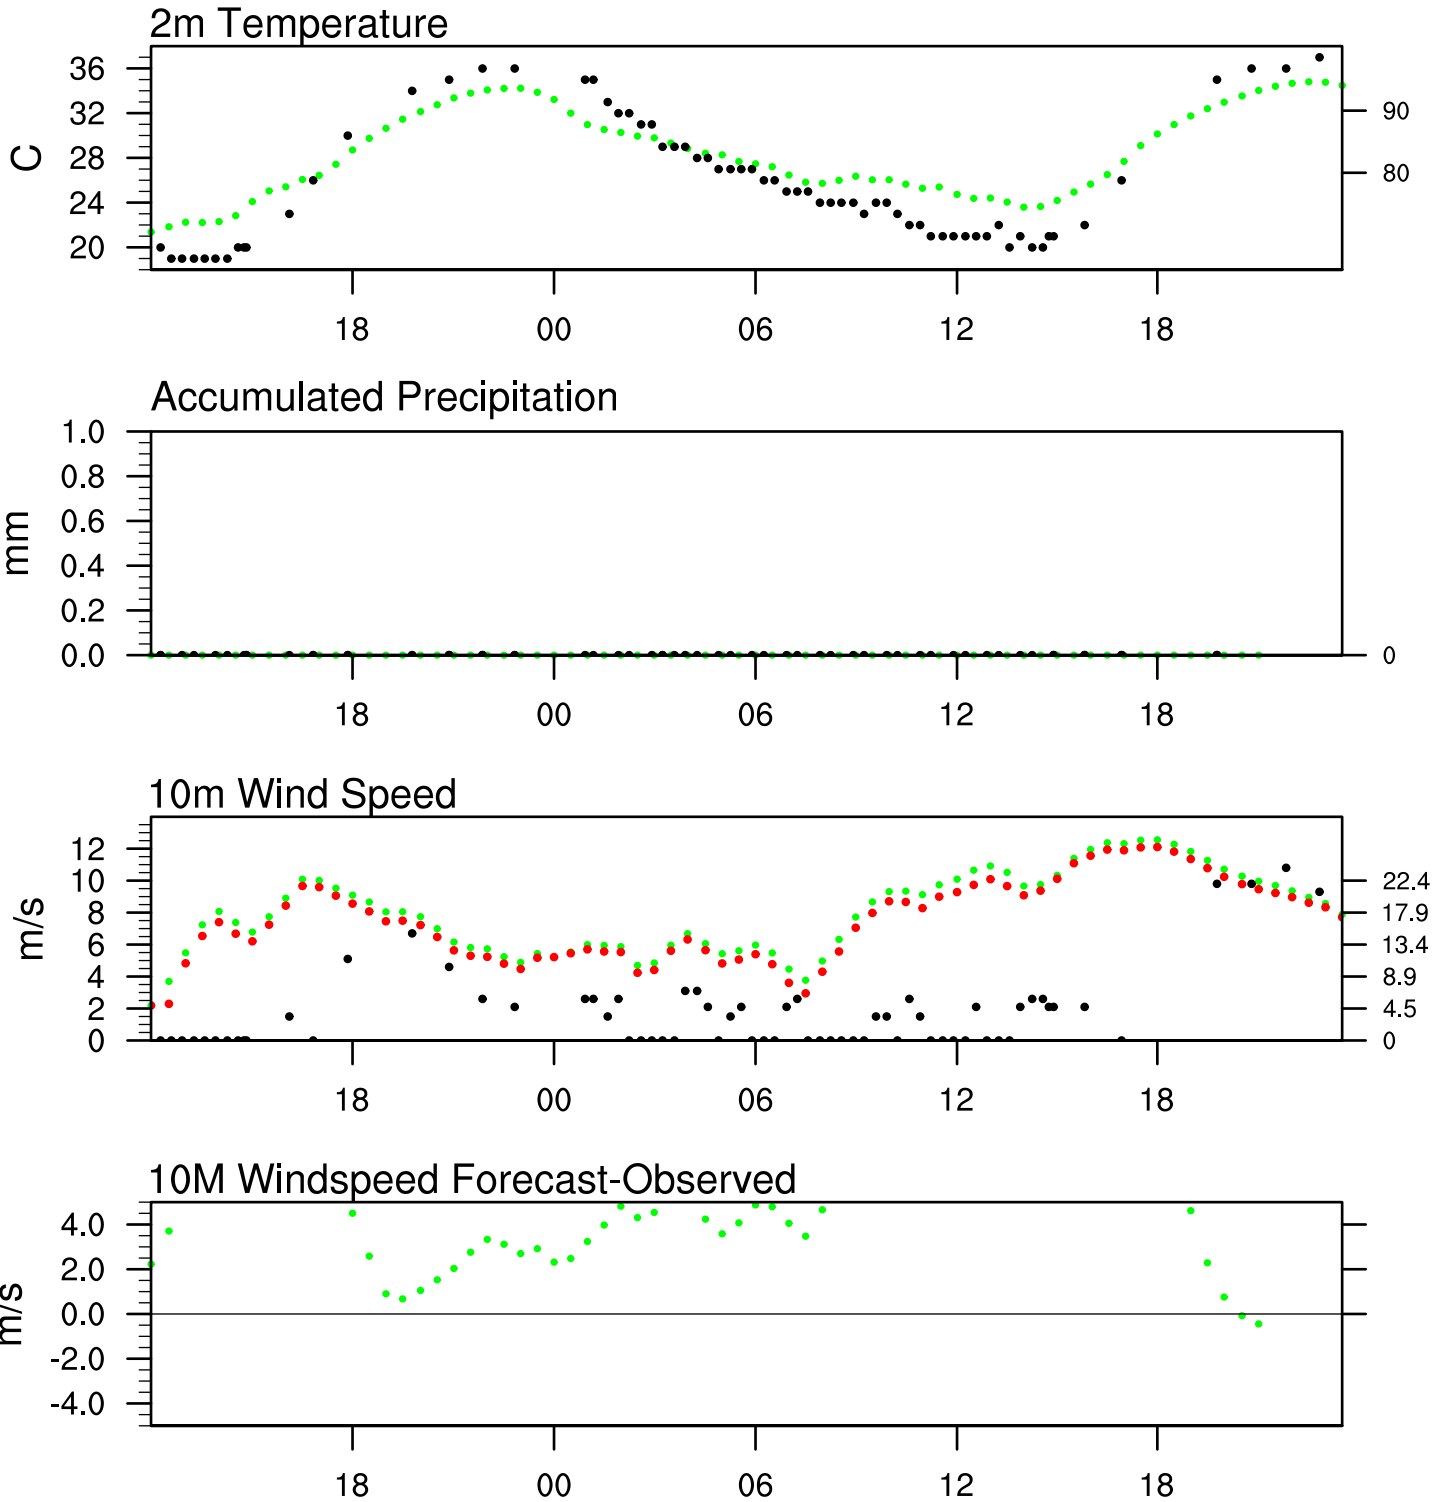 2m Temperature
C
36
32
28
24
20
90
80
18 00 06 12 18
Accumulated Precipitation
mm
1.0
0.8
0.6
0.4
0.2
0.0
0
18 00 06 12 18
10m Wind Speed
m/s
12
10
8
6
4
2
0
22.4
17.9
13.4
8.9
4.5
0
18 00 06 12 18
10M Windspeed Forecast-Observed
m/s
4.0
2.0
0.0
-2.0
-4.0
18 00 06 12 18